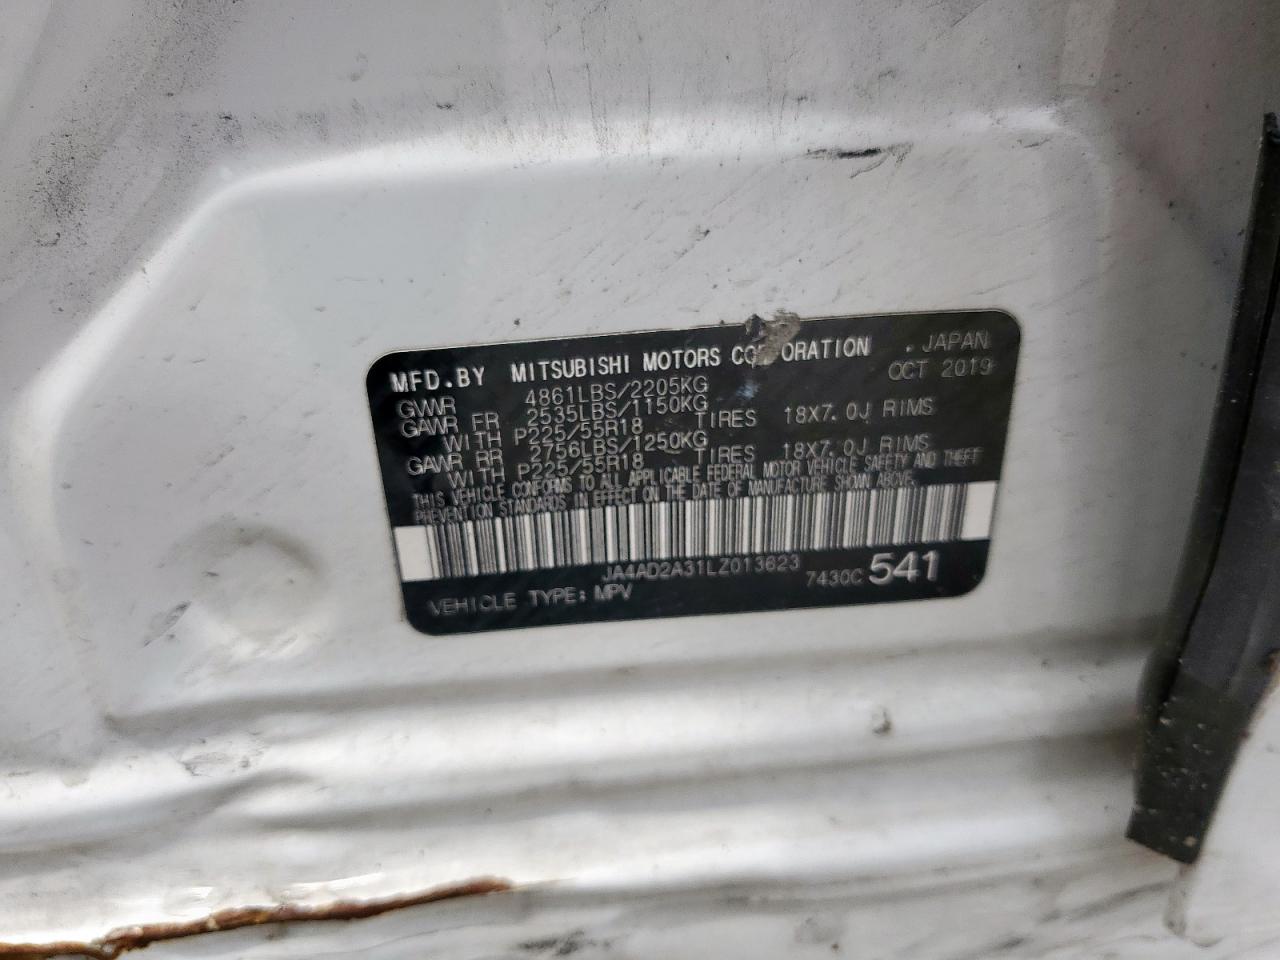 MFD.BY MITSUBISHI MOTORS CORPORATION . JAPAN
OCT 2019
GVWR 4861LBS/2205KG
GAWR FR 2535LBS/1150KG
WITH P225/55R18 TIRES 18X7.0J RIMS
GAWR RR 2756LBS/1250KG
WITH P225/55R18 TIRES 18X7.0J RIMS
THIS VEHICLE CONFORMS TO ALL APPLICABLE FEDERAL MOTOR VEHICLE SAFETY AND THEFT
PREVENTION STANDARDS IN EFFECT ON THE DATE OF MANUFACTURE SHOWN ABOVE.
JA4AD2A31LZ013623
VEHICLE TYPE: MPV 7430C 541